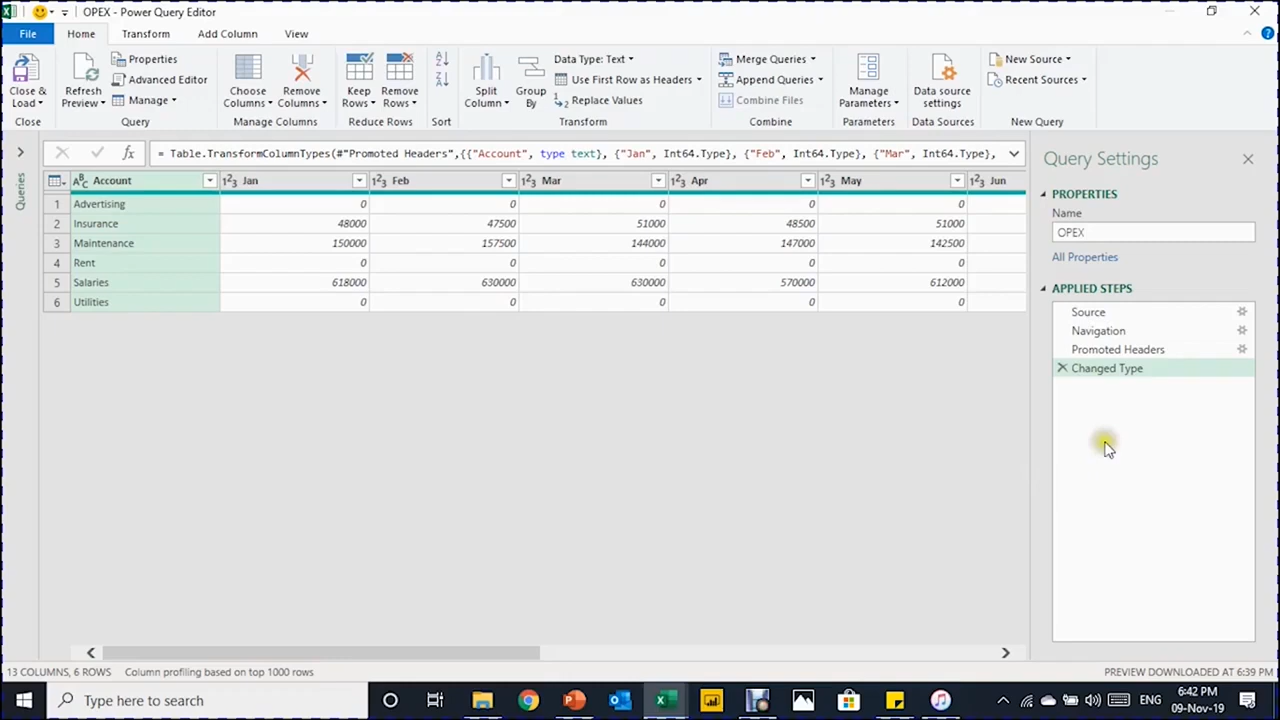 OPEX - Power Query Editor
File
Home
Transform
Add Column
View
Close &
Load
Close
Refresh
Preview
Properties
Advanced Editor
Manage
Query
Choose
Columns
Remove
Columns
Manage Columns
Keep
Rows
Remove
Rows
Reduce Rows
Sort
Split
Column
Group
By
Data Type: Text
Use First Row as Headers
Replace Values
Transform
Merge Queries
Append Queries
Combine Files
Combine
Manage
Parameters
Parameters
Data source
settings
Data Sources
New Source
Recent Sources
New Query
= Table.TransformColumnTypes(#"Promoted Headers",{{"Account", type text}, {"Jan", Int64.Type}, {"Feb", Int64.Type}, {"Mar", Int64.Type},
Queries
Account Jan Feb Mar Apr May Jun
1 Advertising 0 0 0 0 0
2 Insurance 48000 47500 51000 48500 51000
3 Maintenance 150000 157500 144000 147000 142500
4 Rent 0 0 0 0 0
5 Salaries 618000 630000 630000 570000 612000
6 Utilities 0 0 0 0 0
Query Settings
PROPERTIES
Name
OPEX
All Properties
APPLIED STEPS
Source
Navigation
Promoted Headers
Changed Type
13 COLUMNS, 6 ROWS
Column profiling based on top 1000 rows
PREVIEW DOWNLOADED AT 6:39 PM
Type here to search
ENG
6:42 PM
09-Nov-19